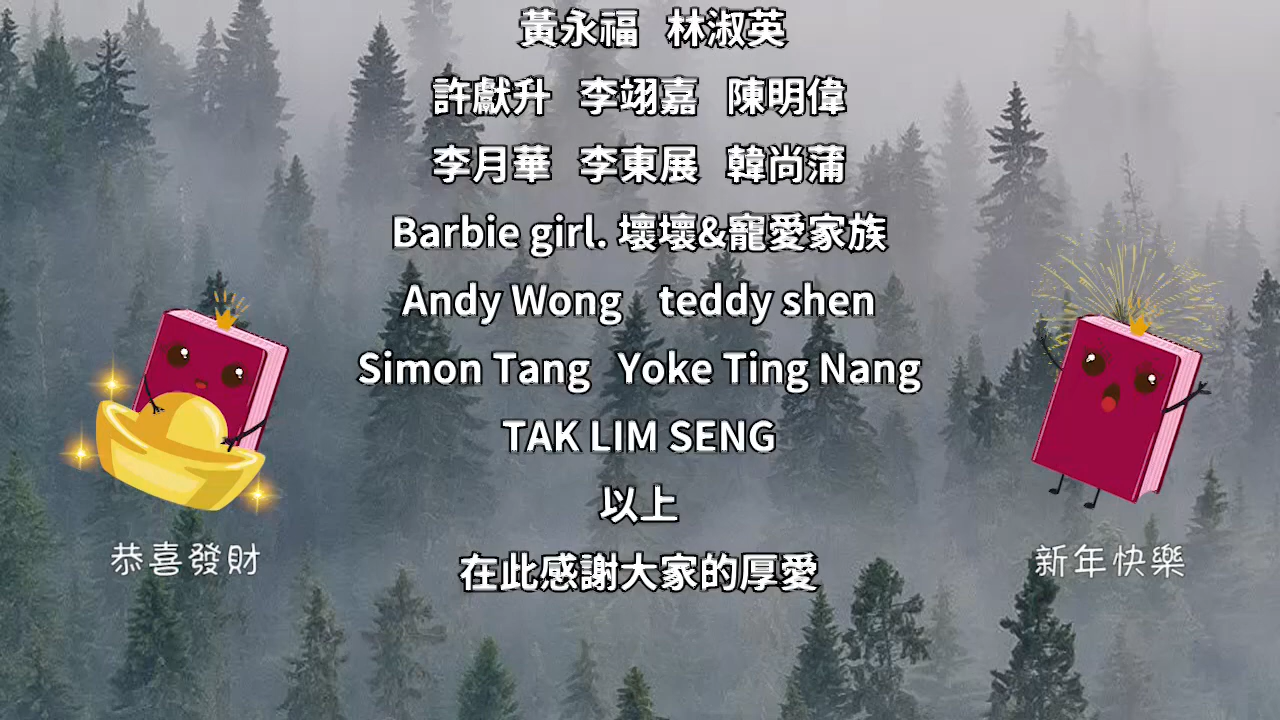 黃永福 林淑英
許獻升 李翊嘉 陳明偉
李月華 李東展 韓尚蒲
Barbie girl. 壞壞&寵愛家族
Andy Wong teddy shen
Simon Tang Yoke Ting Nang
TAK LIM SENG
以上
在此感謝大家的厚愛
恭喜發財
新年快樂